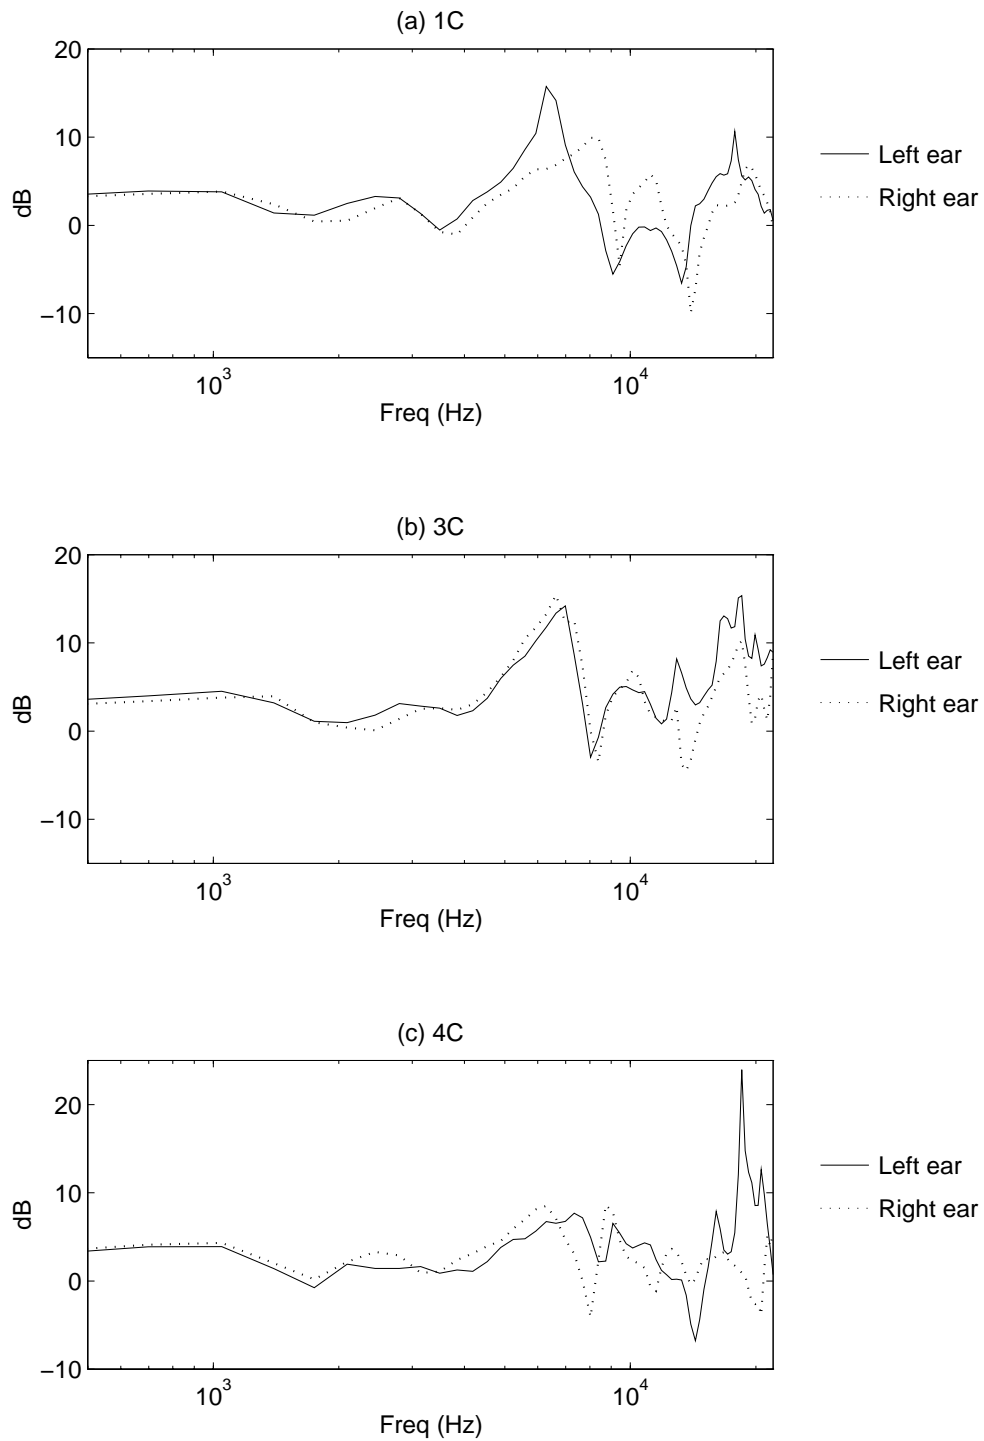 (a) 1C
20
10
0
−10
dB
10^3
10^4
Freq (Hz)
Left ear
Right ear
(b) 3C
20
10
0
−10
dB
10^3
10^4
Freq (Hz)
Left ear
Right ear
(c) 4C
20
10
0
−10
dB
10^3
10^4
Freq (Hz)
Left ear
Right ear